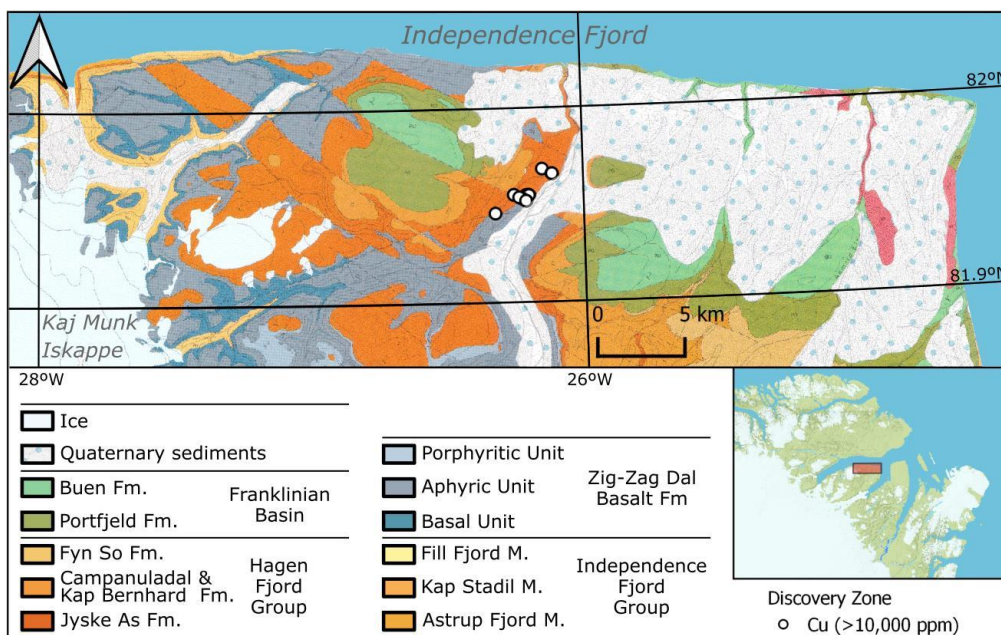 Independence Fjord
82ºN
81.9ºN
Kaj Munk
Iskappe
0 5 km
28ºW
26ºW
Ice
Quaternary sediments
Buen Fm.
Portfjeld Fm.
Franklinian
Basin
Fyn So Fm.
Campanuladal &
Kap Bernhard Fm.
Jyske As Fm.
Hagen
Fjord
Group
Porphyritic Unit
Aphyric Unit
Basal Unit
Zig-Zag Dal
Basalt Fm
Fill Fjord M.
Kap Stadil M.
Astrup Fjord M.
Independence
Fjord
Group
Discovery Zone
Cu (>10,000 ppm)